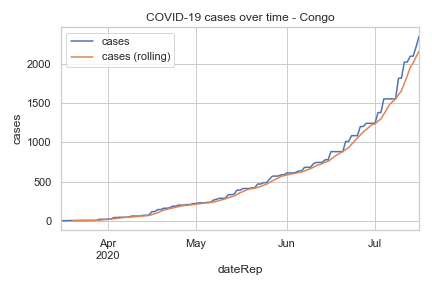 COVID-19 cases over time - Congo
cases
cases (rolling)
2000
1500
1000
500
0
cases
Apr
2020
May
Jun
Jul
dateRep